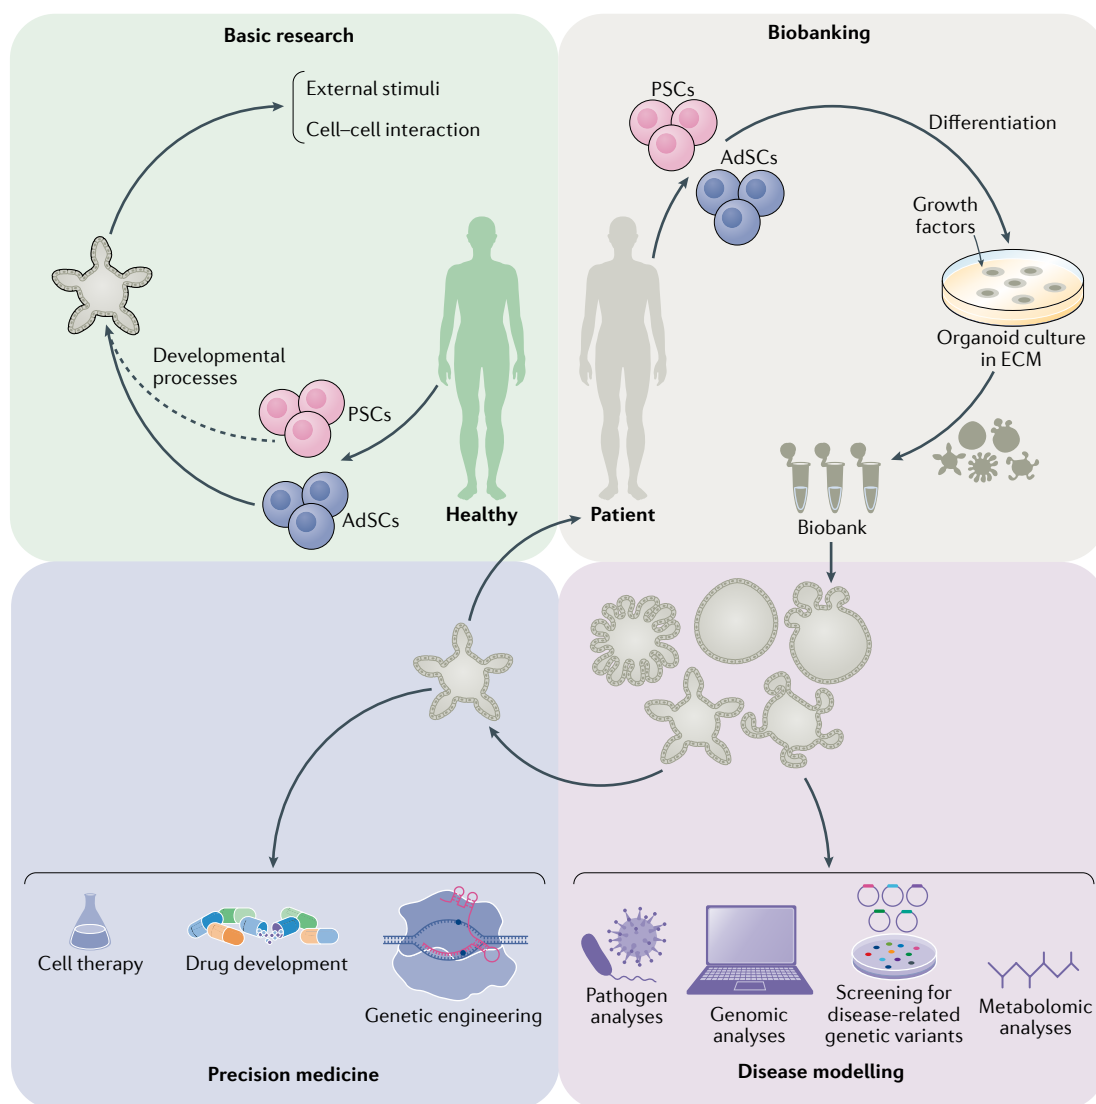 Basic research
External stimuli
Cell–cell interaction
Developmental
processes
PSCs
AdSCs
Healthy
Biobanking
PSCs
AdSCs
Differentiation
Growth
factors
Organoid culture
in ECM
Patient
Biobank
Cell therapy
Drug development
Genetic engineering
Precision medicine
Pathogen
analyses
Genomic
analyses
Screening for
disease-related
genetic variants
Metabolomic
analyses
Disease modelling